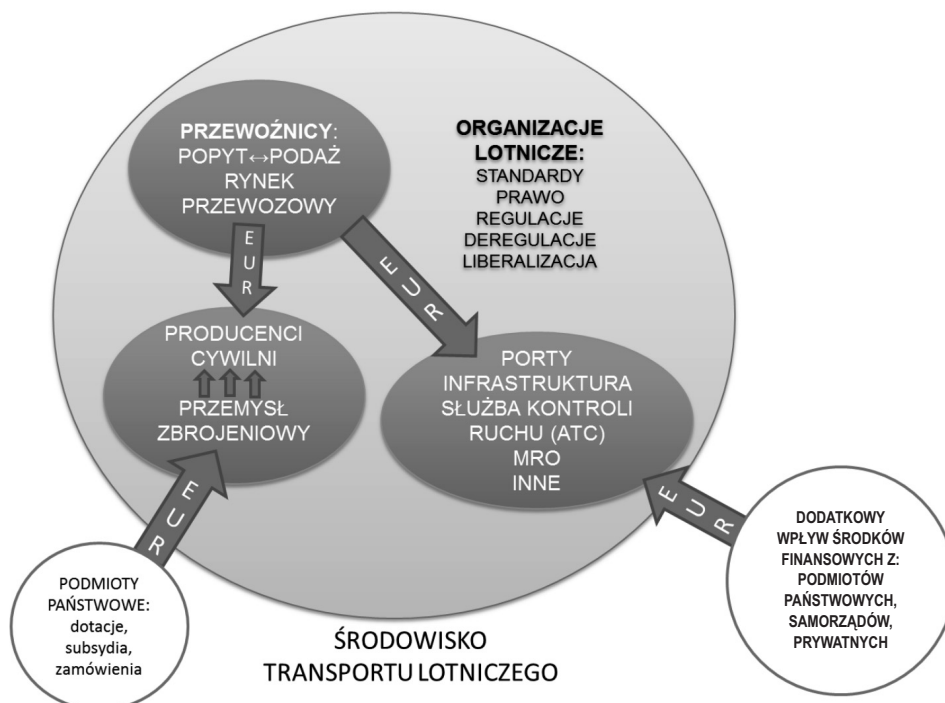 PRZEWOŹNICY:
POPYT↔PODAŻ
RYNEK
PRZEWOZOWY
ORGANIZACJE
LOTNICZE:
STANDARDY
PRAWO
REGULACJE
DEREGULACJE
LIBERALIZACJA
EUR
EUR
PRODUCENCI
CYWILNI
PRZEMYSŁ
ZBROJENIOWY
PORTY
INFRASTRUKTURA
SŁUŻBA KONTROLI
RUCHU (ATC)
MRO
INNE
EUR
EUR
PODMIOTY
PAŃSTWOWE:
dotacje,
subsydia,
zamówienia
DODATKOWY
WPŁYW ŚRODKÓW
FINANSOWYCH Z:
PODMIOTÓW
PAŃSTWOWYCH,
SAMORZĄDÓW,
PRYWATNYCH
ŚRODOWISKO
TRANSPORTU LOTNICZEGO